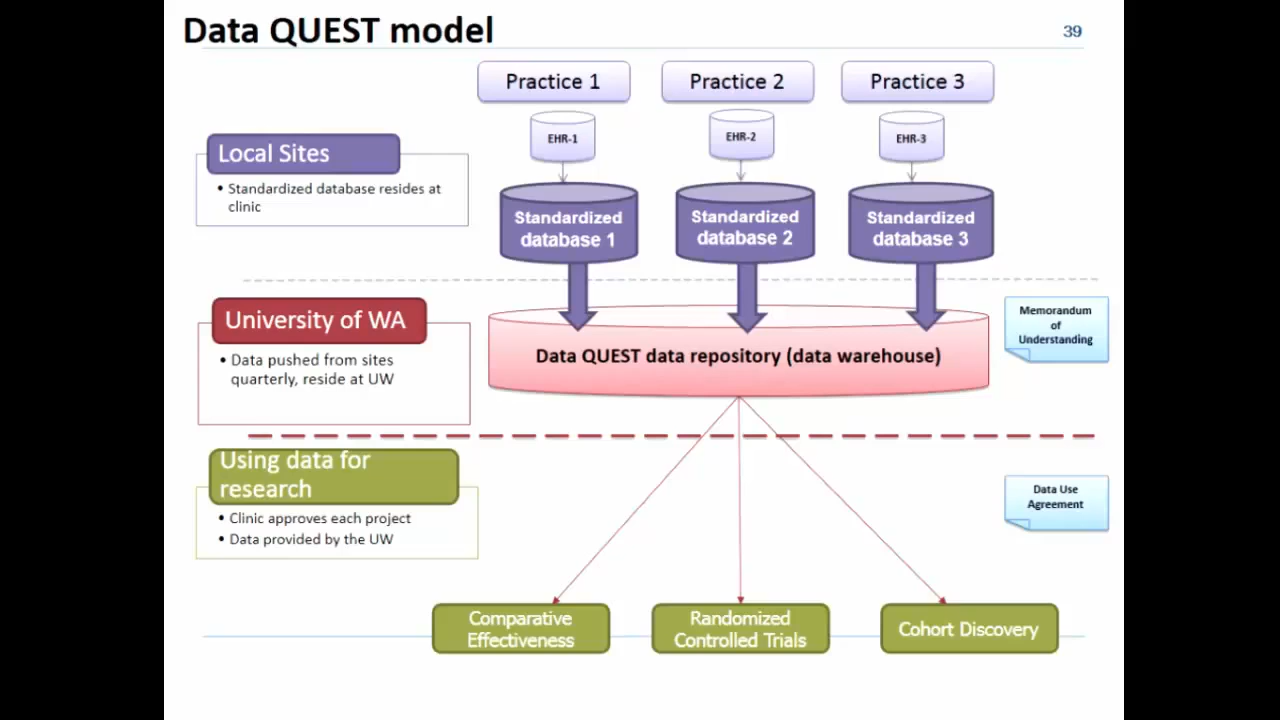 Data QUEST model
39
Practice 1
Practice 2
Practice 3
EHR-1
EHR-2
EHR-3
Local Sites
• Standardized database resides at
clinic
Standardized
database 1
Standardized
database 2
Standardized
database 3
University of WA
• Data pushed from sites
quarterly, reside at UW
Data QUEST data repository (data warehouse)
Memorandum
of
Understanding
Using data for
research
• Clinic approves each project
• Data provided by the UW
Data Use
Agreement
Comparative
Effectiveness
Randomized
Controlled Trials
Cohort Discovery